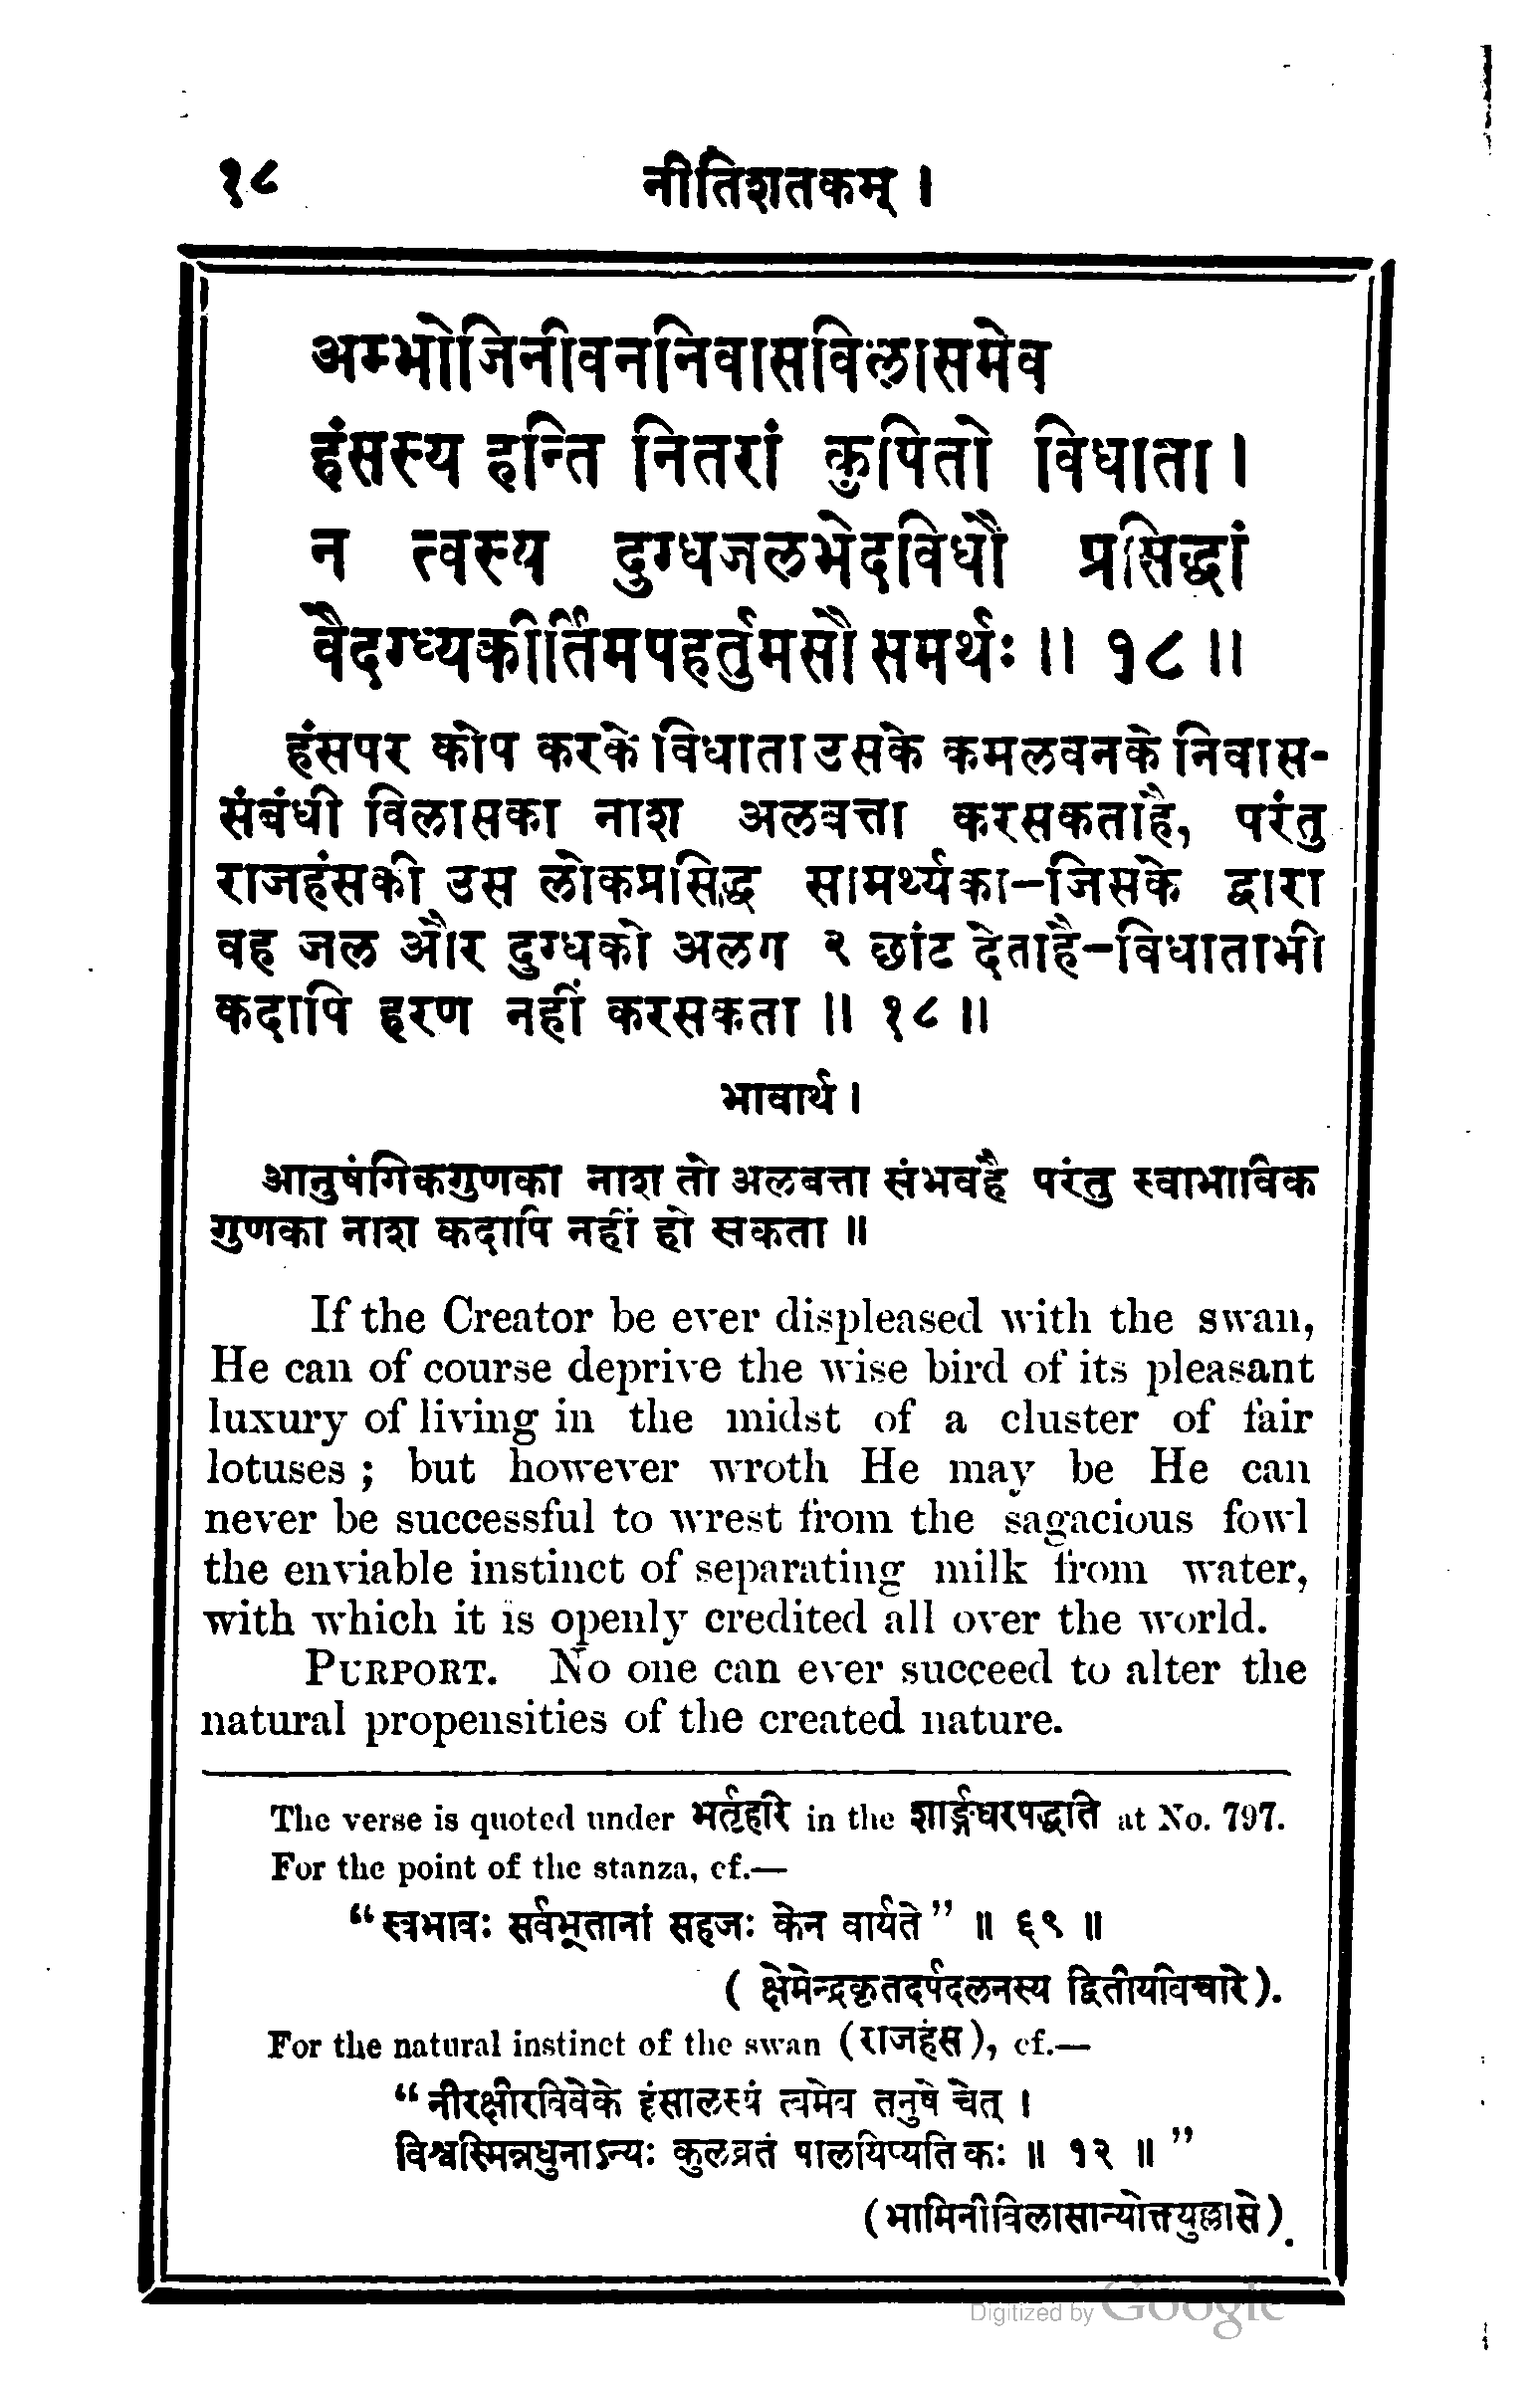 १८ नीतिशतकम् ।
अम्भोजिनीवननिवासविलासमेव
हंसस्य हन्ति नितरां कुपितो विधाता ।
न त्वस्य दुग्धजलभेदविधौ प्रसिद्धां
वैदग्ध्यकीर्तिमपहर्तुमसौ समर्थः ॥ १८ ॥
हंसपर कोप करके विधाता उसके कमलवनके निवास-
संबंधी विलासका नाश अलबत्ता करसकताहै, परंतु
राजहंसकी उस लोकप्रसिद्ध सामर्थ्यका–जिसके द्वारा
वह जल और दुग्धको अलग २ छांट देताहै–विधाताभी
कदापि हरण नहीं करसकता ॥ १८ ॥
भावार्थ ।
आनुषंगिकगुणका नाश तो अलबत्ता संभवहै परंतु स्वाभाविक
गुणका नाश कदापि नहीं हो सकता ॥
If the Creator be ever displeased with the swan,
He can of course deprive the wise bird of its pleasant
luxury of living in the midst of a cluster of fair
lotuses ; but however wroth He may be He can
never be successful to wrest from the sagacious fowl
the enviable instinct of separating milk from water,
with which it is openly credited all over the world.
PURPORT. No one can ever succeed to alter the
natural propensities of the created nature.
The verse is quoted under भर्तृहरि in the शार्ङ्गधरपद्धति at No. 797.
For the point of the stanza, cf.—
“स्वभावः सर्वभूतानां सहजः केन वार्यते” ॥ ६९ ॥
( क्षेमेन्द्रकृतदर्पदलनस्य द्वितीयविचारे ).
For the natural instinct of the swan (राजहंस), cf.—
“नीरक्षीरविवेके हंसालस्यं त्वमेव तनुषे चेत् ।
विश्वस्मिन्नधुनाऽन्यः कुलव्रतं पालयिष्यति कः ॥ १२ ॥”
(भामिनीविलासान्योक्तयुल्लासे).
Digitized by Google